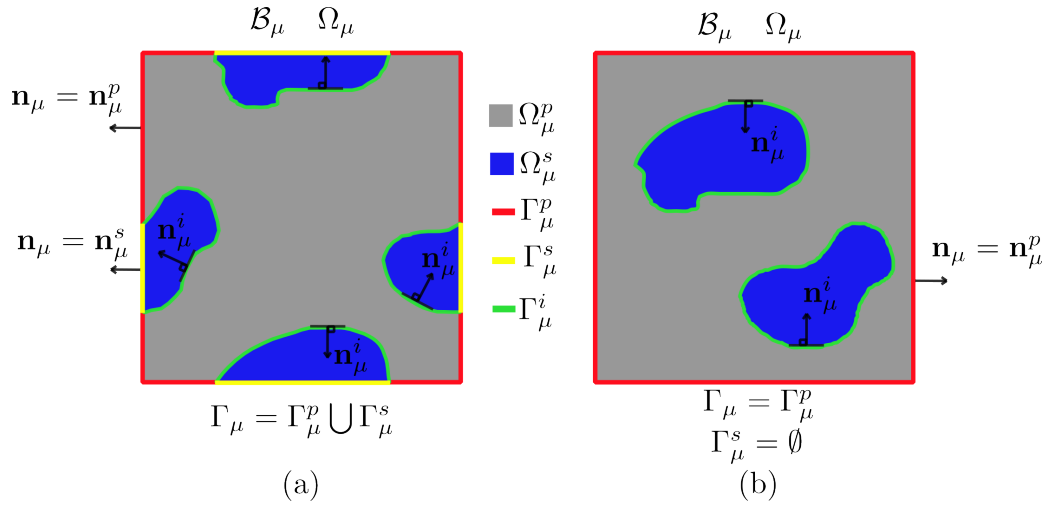 ℬ_μ Ω_μ
n_μ = n_μ^p
n_μ = n_μ^s
n_μ^i
n_μ^i
n_μ^i
Γ_μ = Γ_μ^p ⋃ Γ_μ^s
(a)
Ω_μ^p
Ω_μ^s
Γ_μ^p
Γ_μ^s
Γ_μ^i
ℬ_μ Ω_μ
n_μ^i
n_μ^i
n_μ = n_μ^p
Γ_μ = Γ_μ^p
Γ_μ^s = ∅
(b)